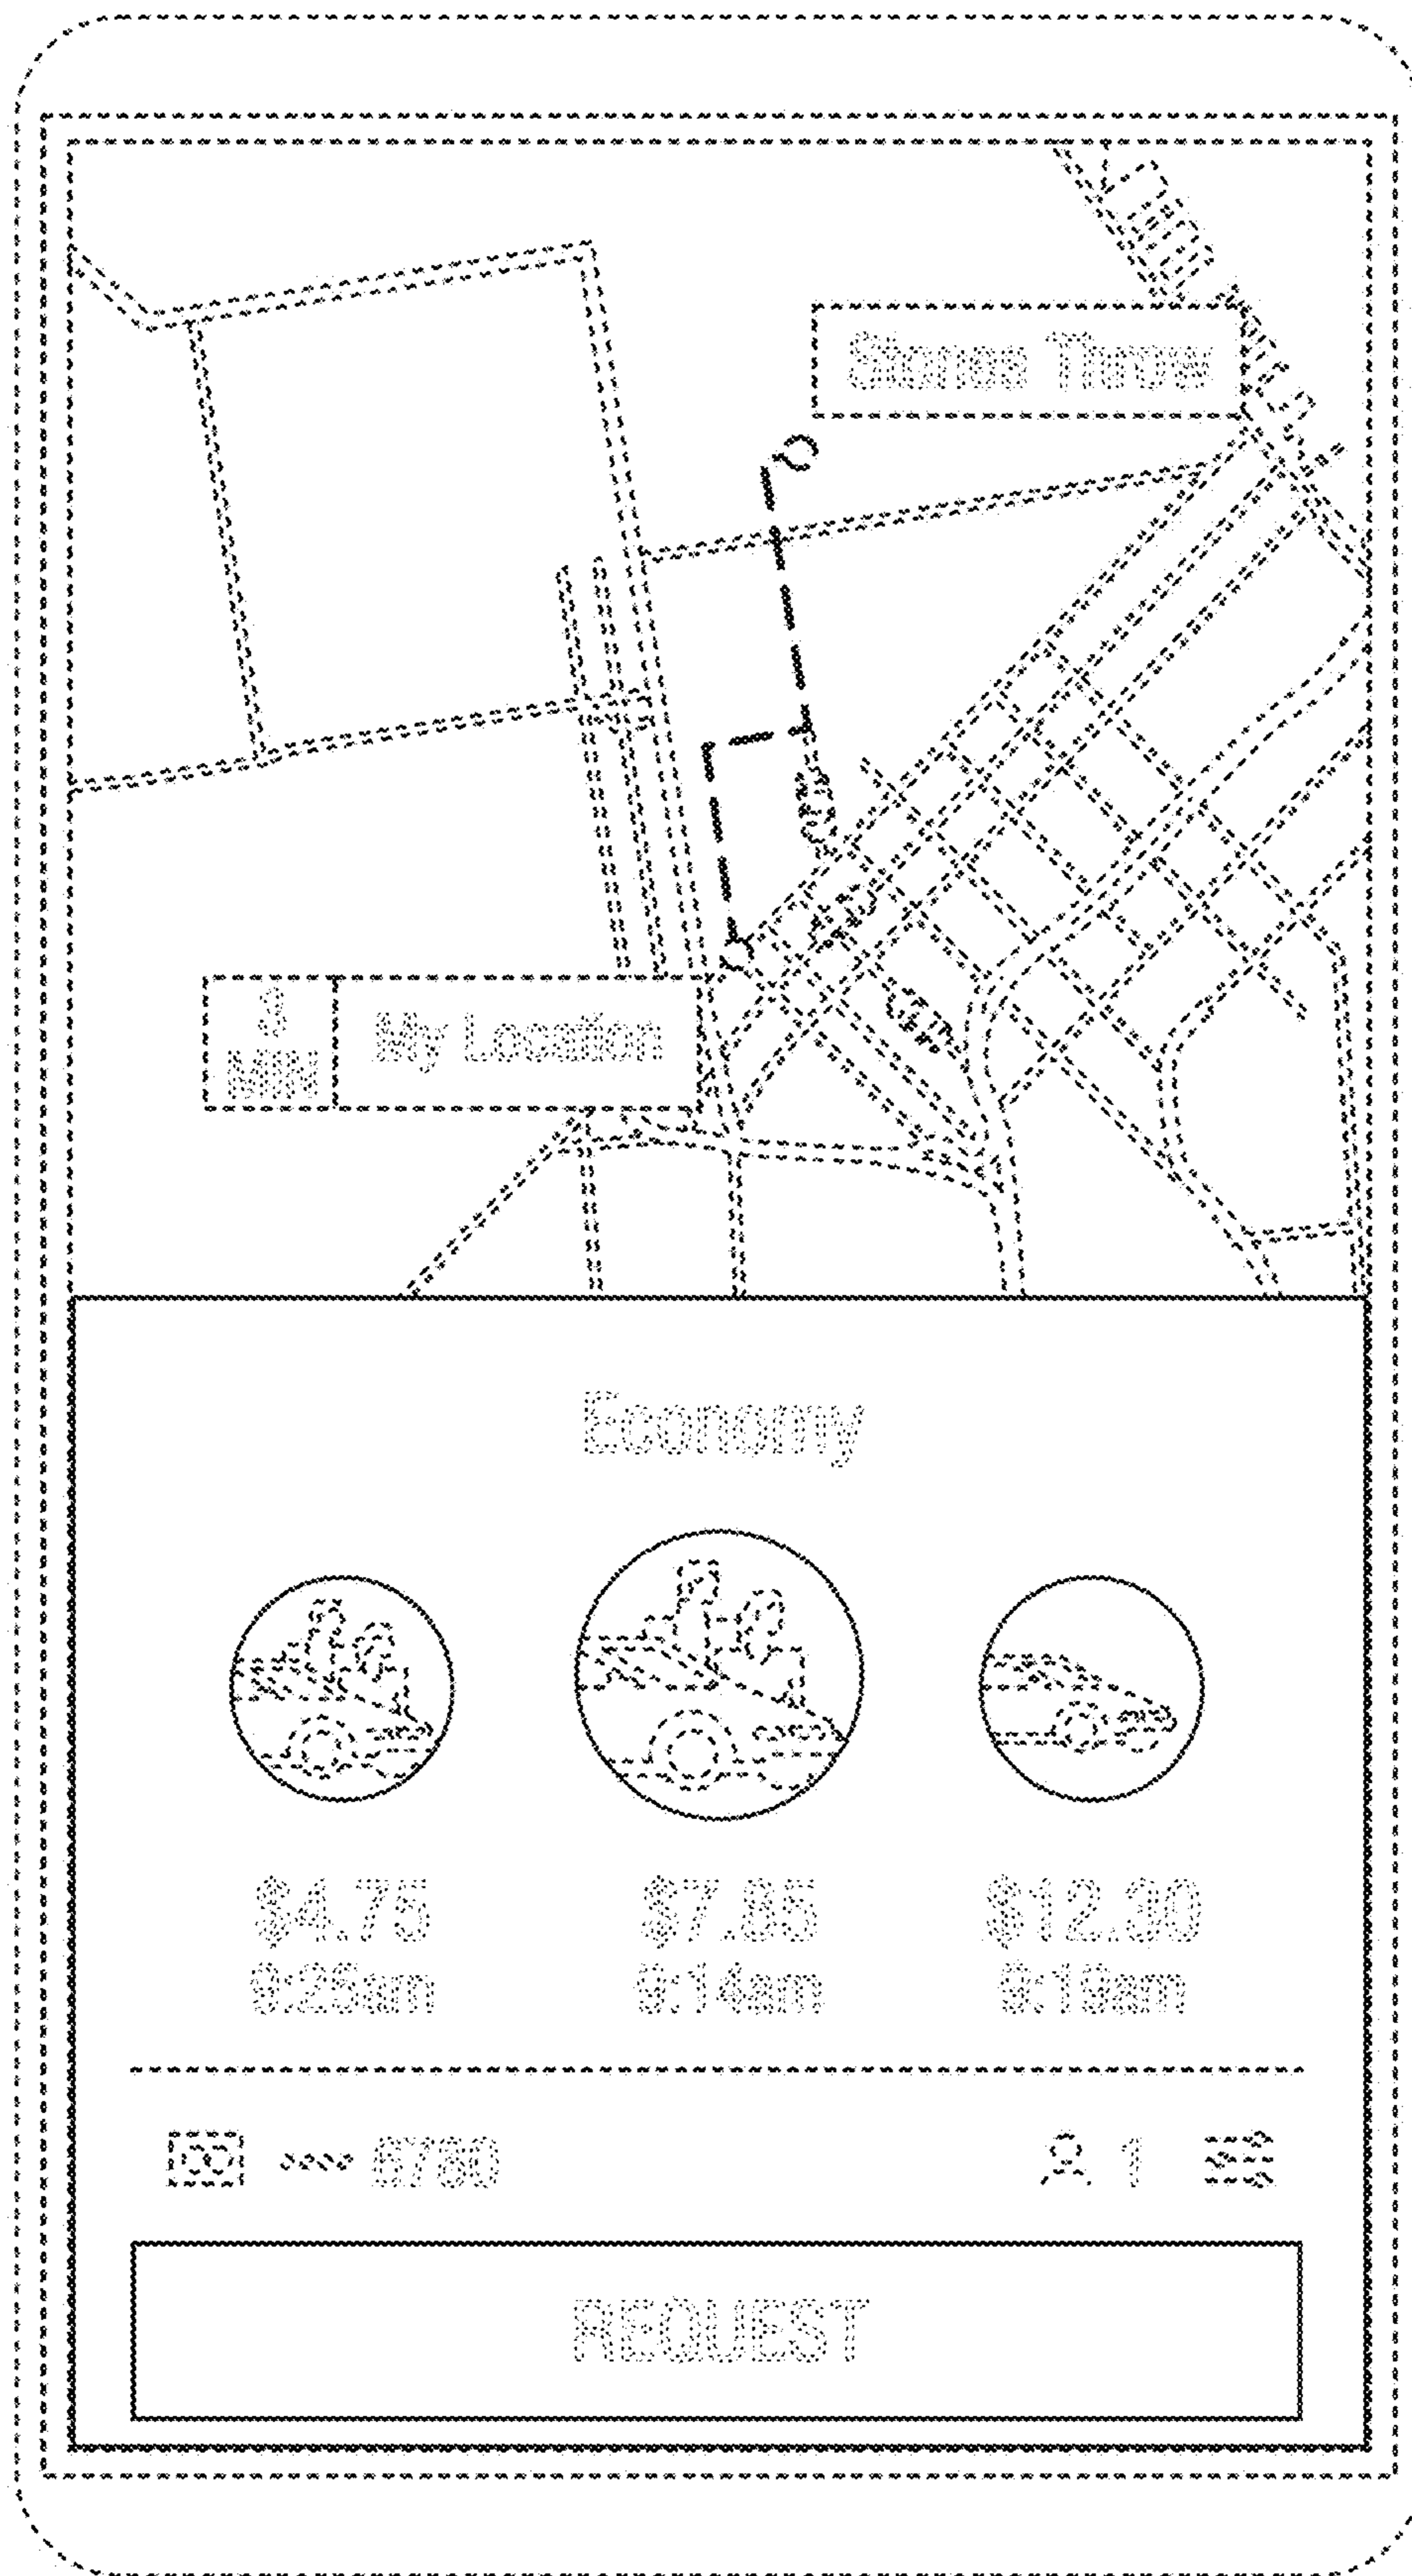 Stones Throw
3
MIN
My Location
Economy
$4.75 $7.85 $12.30
9:25am 9:14am 9:19am
6780 1
REQUEST